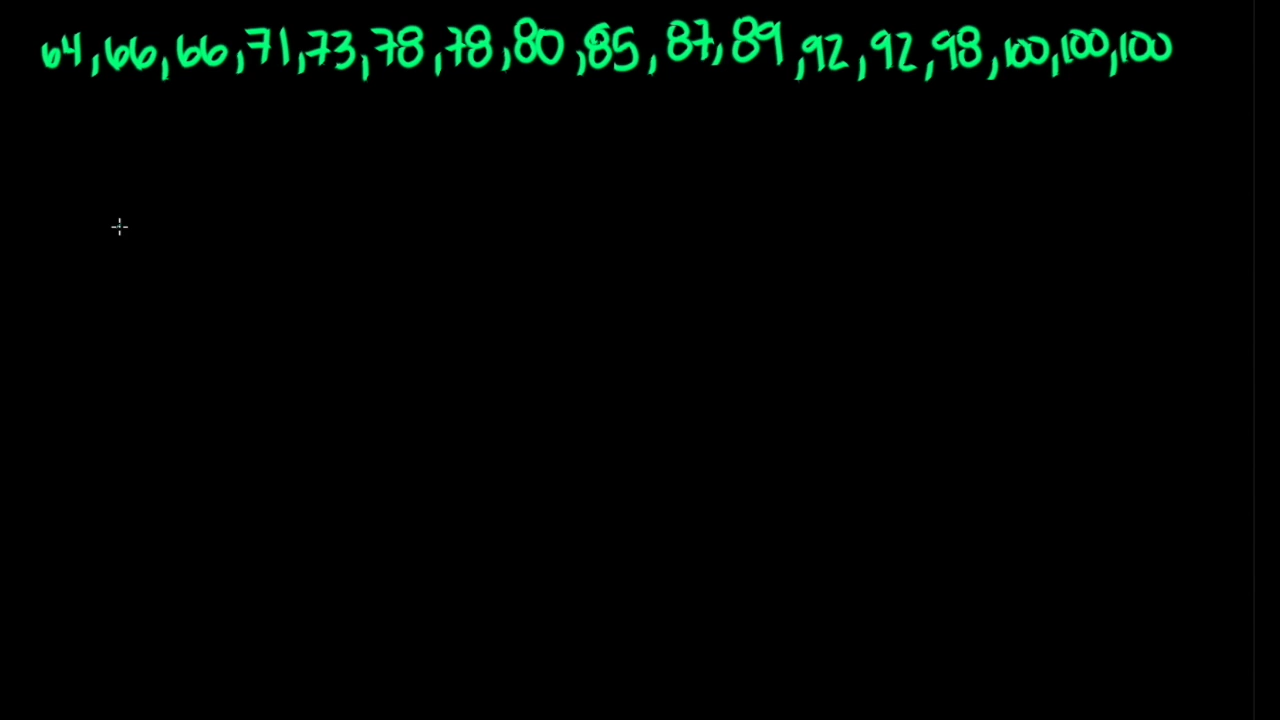 64, 66, 66, 71, 73, 78, 78, 80, 85, 87, 89, 92, 92, 98, 100, 100, 100